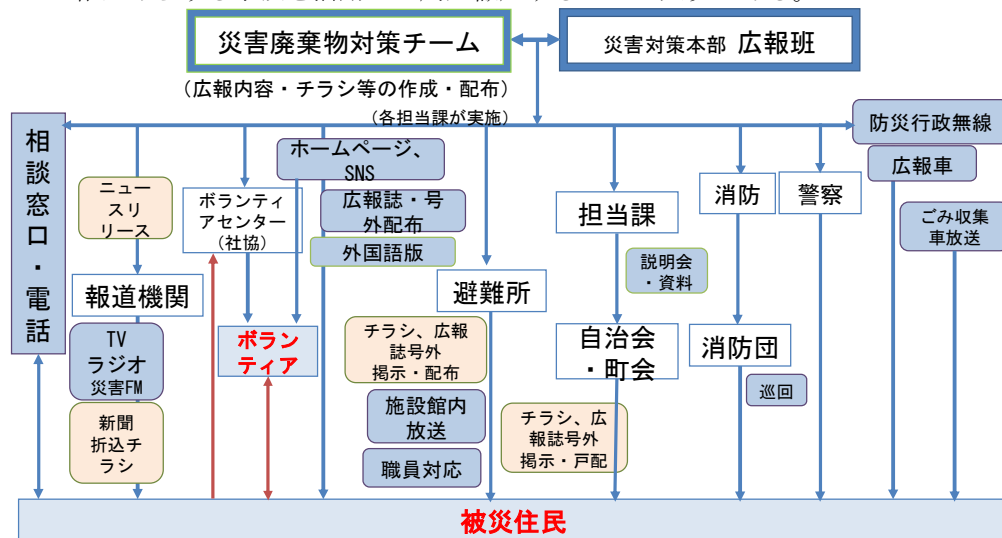 災害廃棄物対策チーム
災害対策本部 広報班
(広報内容・チラシ等の作成・配布)
(各担当課が実施)
相談窓口・電話
防災行政無線
ホームページ、
SNS
広報車
ニュー
スリ
リース
ボランティ
アセンター
(社協)
広報誌・号
外配布
外国語版
担当課
消防
警察
ごみ収集
車放送
説明会
・資料
報道機関
避難所
TV
ラジオ
災害FM
ボラン
ティア
チラシ、広報
誌号外
掲示・配布
自治会
・町会
消防団
巡回
新聞
折込チ
ラシ
施設館内
放送
チラシ、広
報誌号外
掲示・戸配
職員対応
被災住民